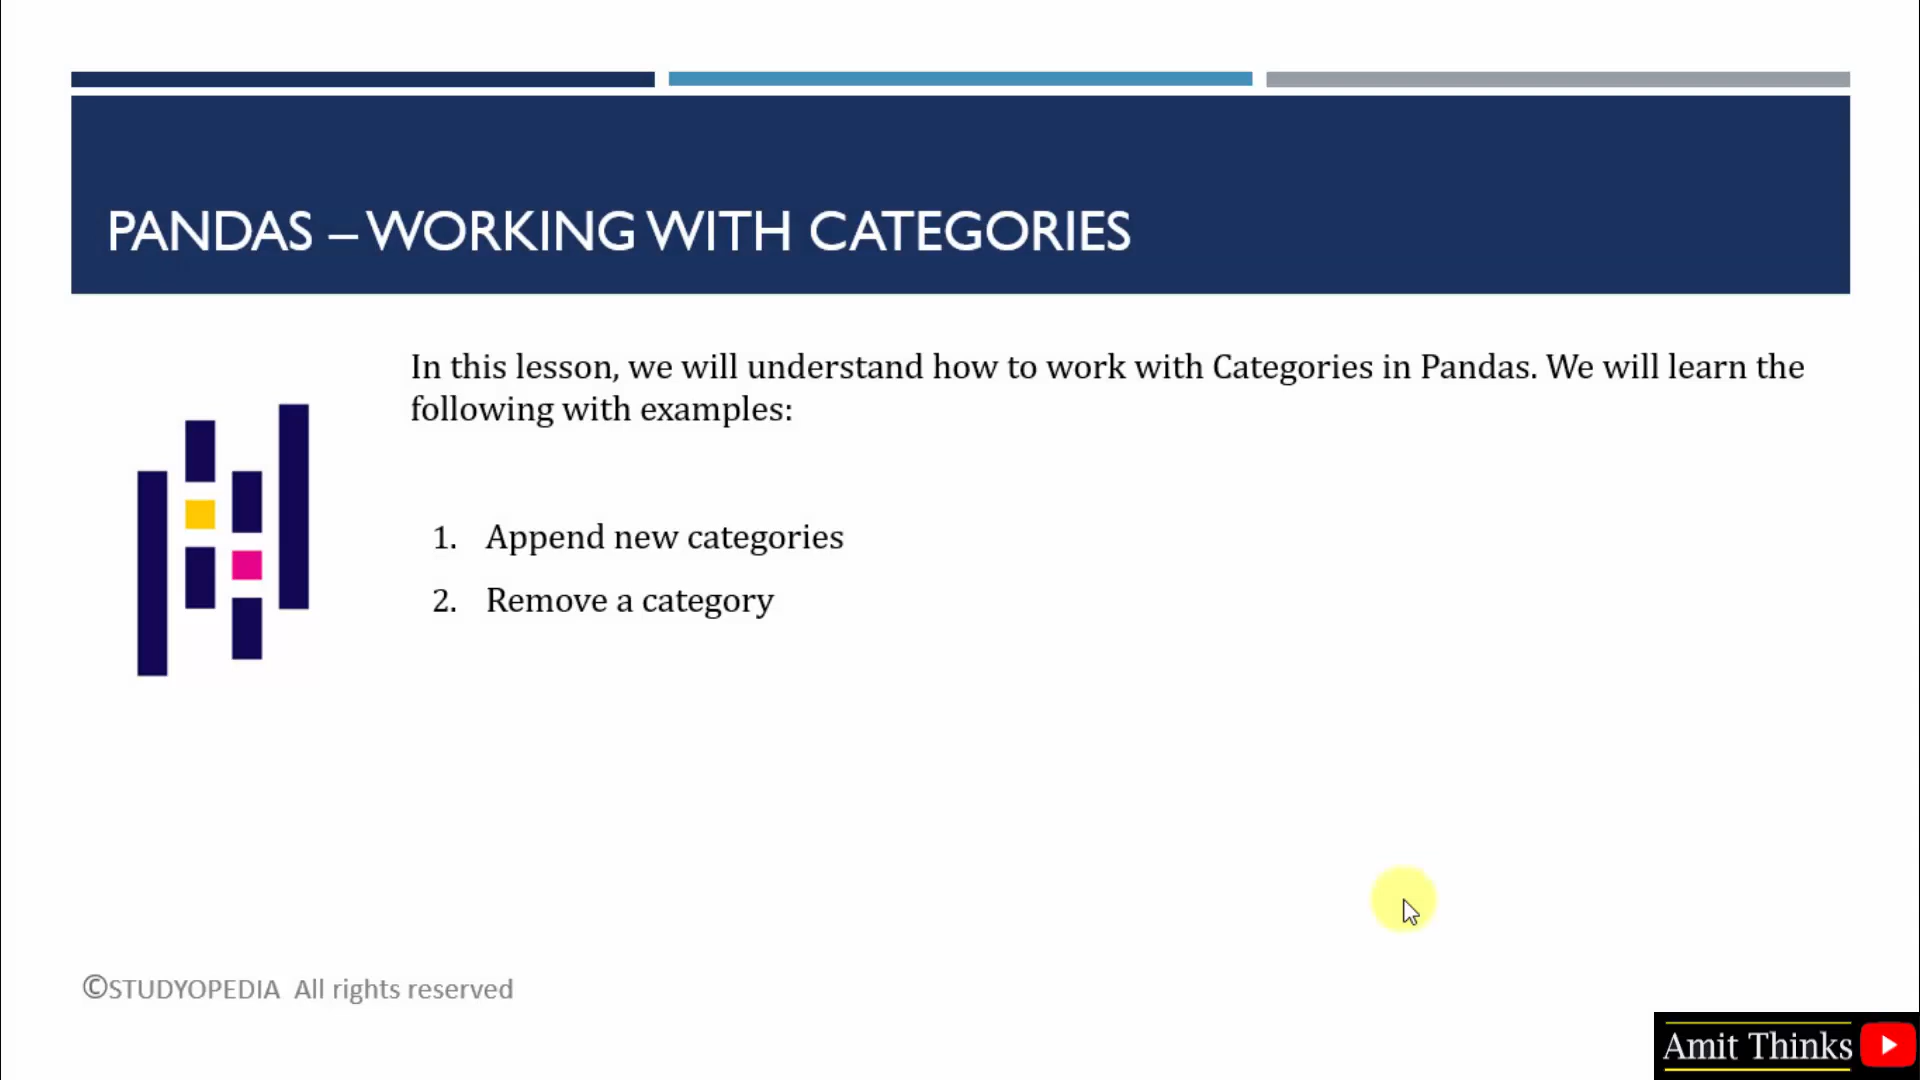 PANDAS – WORKING WITH CATEGORIES
In this lesson, we will understand how to work with Categories in Pandas. We will learn the
following with examples:
1. Append new categories
2. Remove a category
©STUDYOPEDIA All rights reserved
Amit Thinks